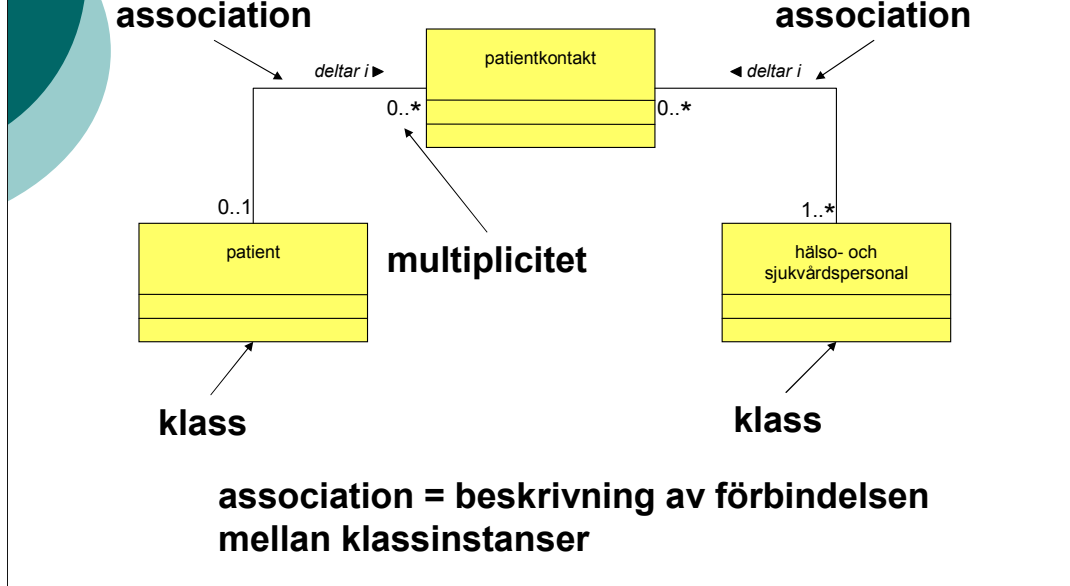 association
association
patientkontakt
deltar i ►
◄ deltar i
0..*
0..*
0..1
1..*
patient
multiplicitet
hälso- och
sjukvårdspersonal
klass
klass
association = beskrivning av förbindelsen
mellan klassinstanser